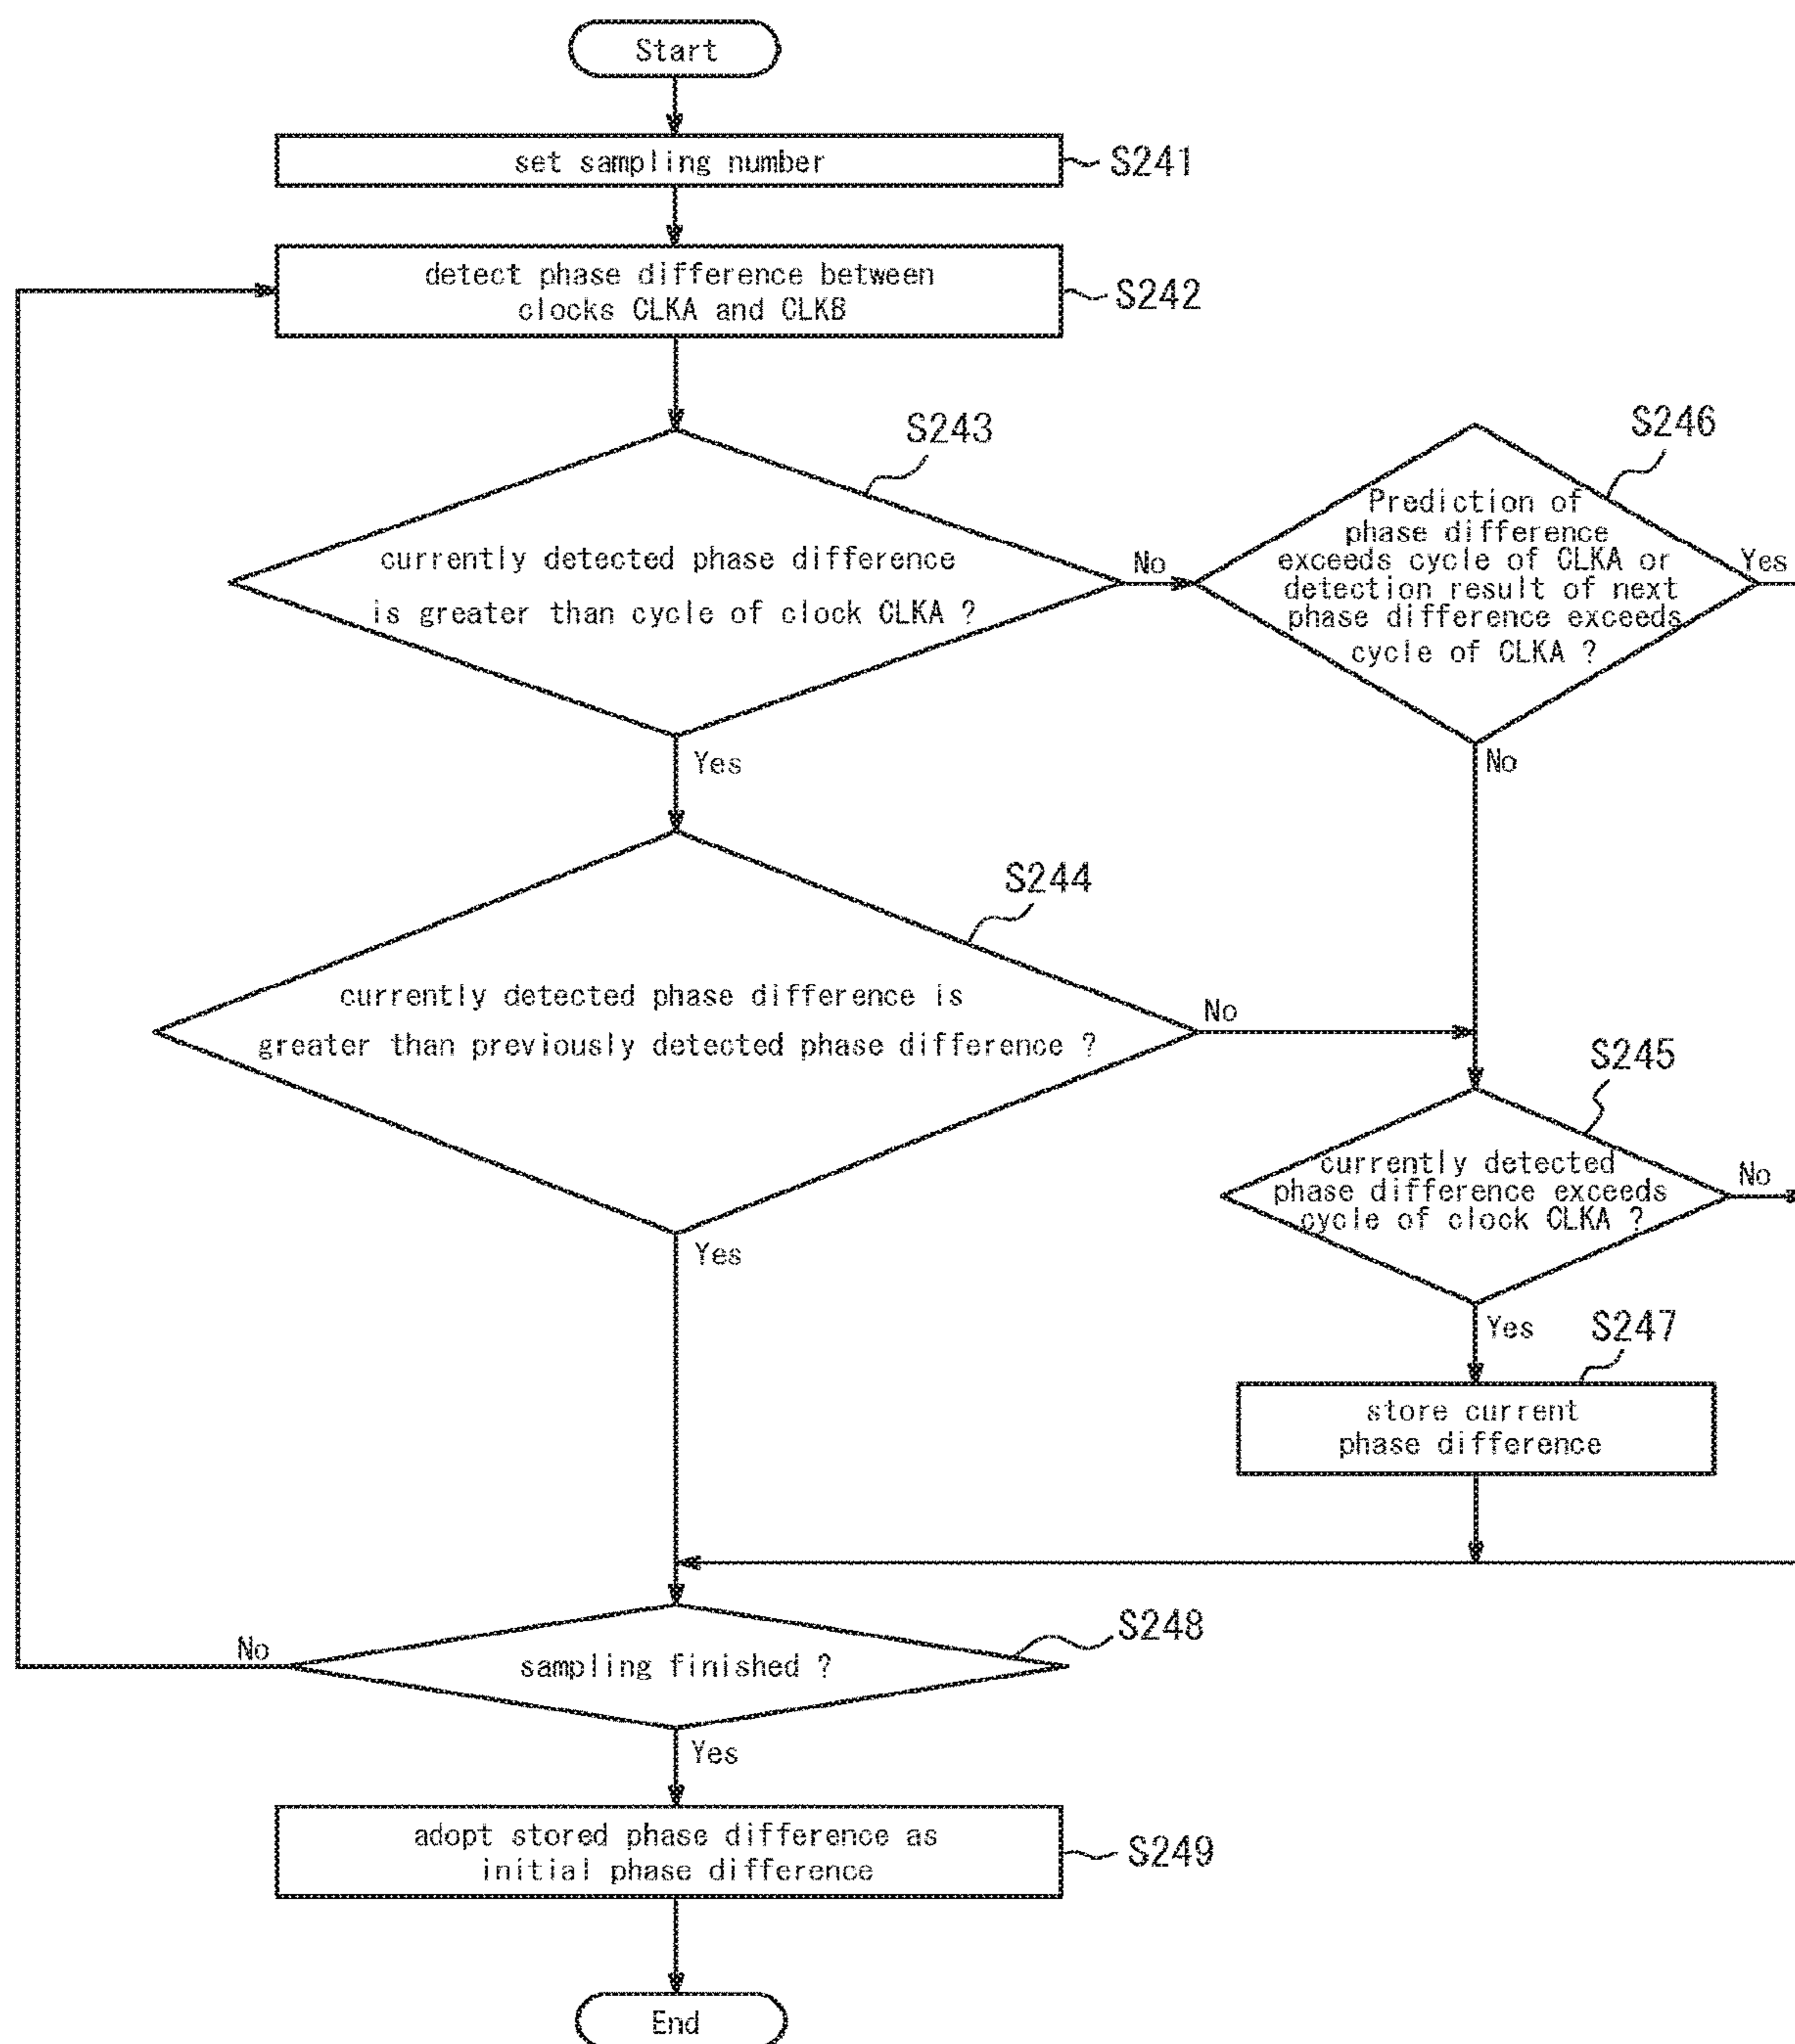 Start
set sampling number
S241
detect phase difference between
clocks CLKA and CLKB
S242
S243
currently detected phase difference
is greater than cycle of clock CLKA ?
No
Yes
S246
Prediction of
phase difference
exceeds cycle of CLKA or
detection result of next
phase difference exceeds
cycle of CLKA ?
Yes
No
S244
currently detected phase difference is
greater than previously detected phase difference ?
No
Yes
S245
currently detected
phase difference exceeds
cycle of clock CLKA ?
No
Yes
S247
store current
phase difference
S248
sampling finished ?
No
Yes
adopt stored phase difference as
initial phase difference
S249
End